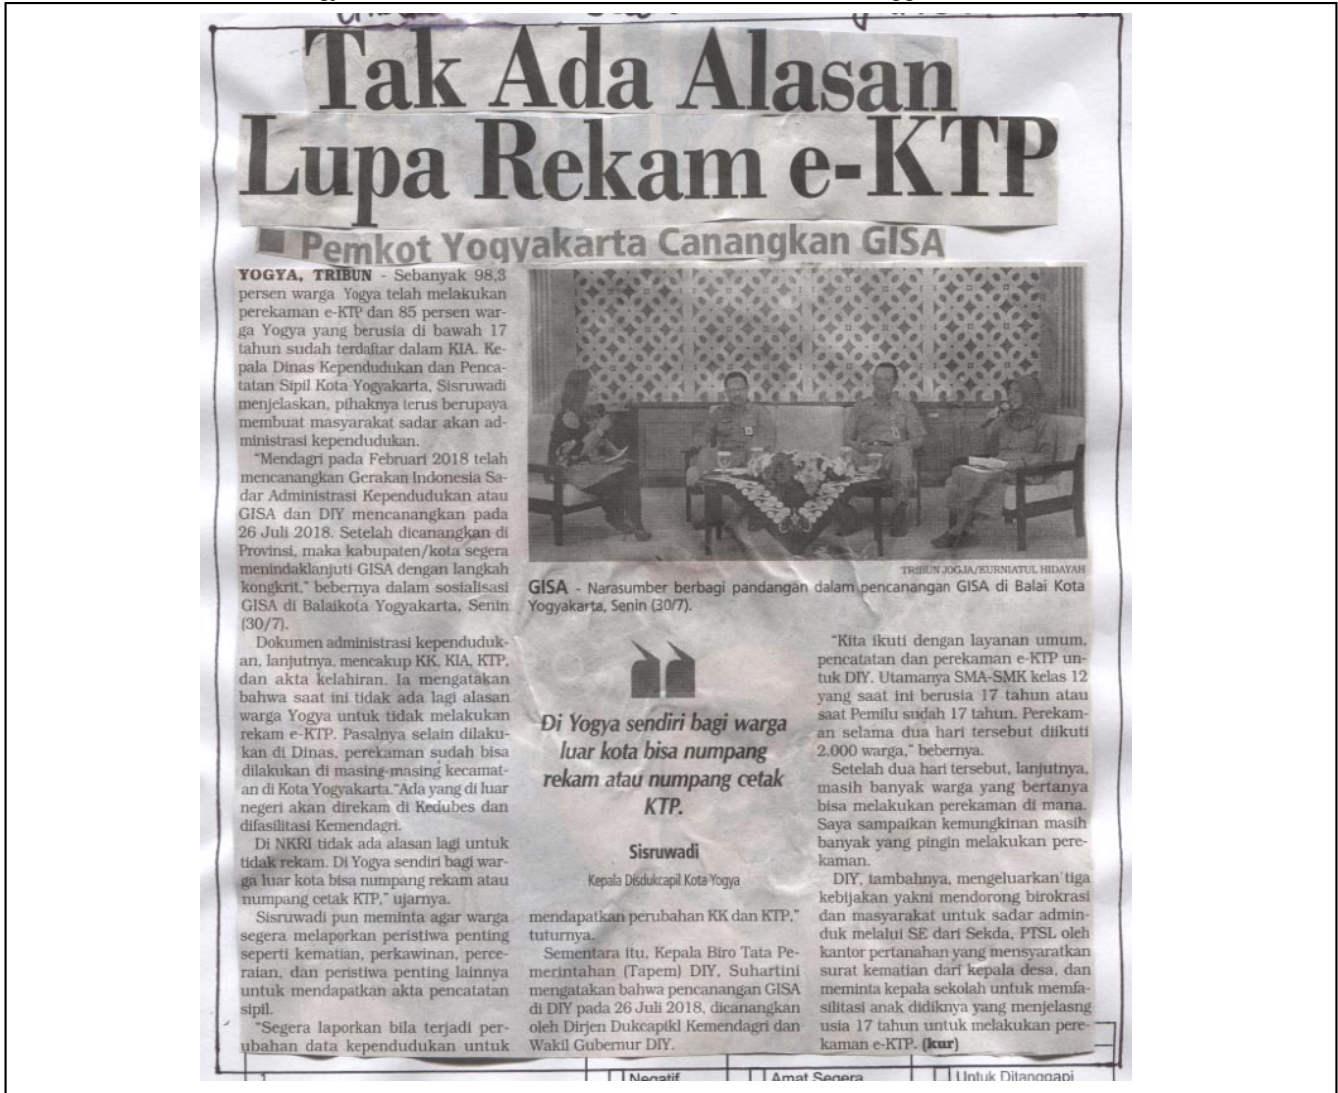 Tak Ada Alasan
Lupa Rekam e-KTP
Pemkot Yogyakarta Canangkan GISA
YOGYA, TRIBUN - Sebanyak 98,3
persen warga Yogya telah melakukan
perekaman e-KTP dan 85 persen war-
ga Yogya yang berusia di bawah 17
tahun sudah terdaftar dalam KIA. Ke-
pala Dinas Kependudukan dan Penca-
tatan Sipil Kota Yogyakarta, Sisruwadi
menjelaskan, pihaknya terus berupaya
membuat masyarakat sadar akan ad-
ministrasi kependudukan.
"Mendagri pada Februari 2018 telah
mencanangkan Gerakan Indonesia Sa-
dar Administrasi Kependudukan atau
GISA dan DIY mencanangkan pada
26 Juli 2018. Setelah dicanangkan di
Provinsi, maka kabupaten/kota segera
menindaklanjuti GISA dengan langkah
kongkrit," bebernya dalam sosialisasi
GISA di Balaikota Yogyakarta, Senin
(30/7).
Dokumen administrasi kependuduk-
an, lanjutnya, mencakup KK, KIA, KTP,
dan akta kelahiran. Ia mengatakan
bahwa saat ini tidak ada lagi alasan
warga Yogya untuk tidak melakukan
rekam e-KTP. Pasalnya selain dilaku-
kan di Dinas, perekaman sudah bisa
dilakukan di masing-masing kecamat-
an di Kota Yogyakarta."Ada yang di luar
negeri akan direkam di Kedubes dan
difasilitasi Kemendagri.
Di NKRI tidak ada alasan lagi untuk
tidak rekam. Di Yogya sendiri bagi war-
ga luar kota bisa numpang rekam atau
numpang cetak KTP," ujarnya.
Sisruwadi pun meminta agar warga
segera melaporkan peristiwa penting
seperti kematian, perkawinan, perce-
raian, dan peristiwa penting lainnya
untuk mendapatkan akta pencatatan
sipil.
"Segera laporkan bila terjadi per-
ubahan data kependudukan untuk
TRIBUN JOGJA/KURNIATUL HIDAYAH
GISA - Narasumber berbagi pandangan dalam pencanangan GISA di Balai Kota
Yogyakarta, Senin (30/7).
Di Yogya sendiri bagi warga
luar kota bisa numpang
rekam atau numpang cetak
KTP.
Sisruwadi
Kepala Disdukcapil Kota Yogya
mendapatkan perubahan KK dan KTP,"
tuturnya.
Sementara itu, Kepala Biro Tata Pe-
merintahan (Tapem) DIY, Suhartini
mengatakan bahwa pencanangan GISA
di DIY pada 26 Juli 2018, dicanangkan
oleh Dirjen Dukcapikl Kemendagri dan
Wakil Gubernur DIY.
"Kita ikuti dengan layanan umum,
pencatatan dan perekaman e-KTP un-
tuk DIY. Utamanya SMA-SMK kelas 12
yang saat ini berusia 17 tahun atau
saat Pemilu sudah 17 tahun. Perekam-
an selama dua hari tersebut diikuti
2.000 warga," bebernya.
Setelah dua hari tersebut, lanjutnya,
masih banyak warga yang bertanya
bisa melakukan perekaman di mana.
Saya sampaikan kemungkinan masih
banyak yang pingin melakukan pere-
kaman.
DIY, tambahnya, mengeluarkan tiga
kebijakan yakni mendorong birokrasi
dan masyarakat untuk sadar admin-
duk melalui SE dari Sekda, PTSL oleh
kantor pertanahan yang mensyaratkan
surat kematian dari kepala desa, dan
meminta kepala sekolah untuk memfa-
silitasi anak didiknya yang menjelasng
usia 17 tahun untuk melakukan pere-
kaman e-KTP. (kur)
1 Negatif Amat Segera Untuk Ditanggapi